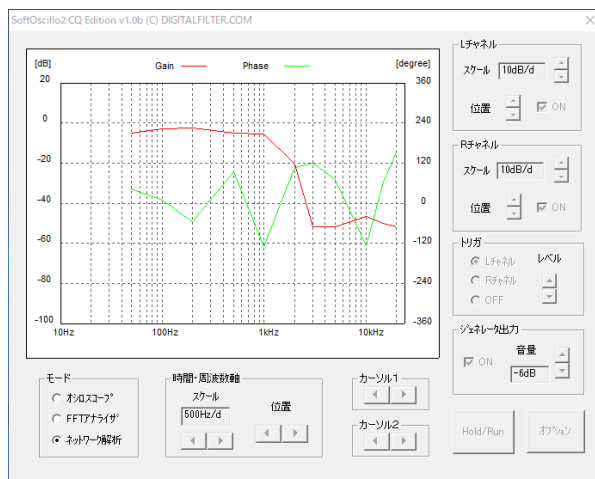 SoftOscillo2 CQ Edition v1.0b (C) DIGITALFILTER.COM
[dB] Gain Phase [degree]
20 360
0 240
-20 120
-40 0
-60 -120
-80 -240
-100 -360
10Hz 100Hz 1kHz 10kHz
Lチャネル
スケール 10dB/d
位置 ON
Rチャネル
スケール 10dB/d
位置 ON
トリガ
Lチャネル レベル
Rチャネル
OFF
ジェネレータ出力
ON 音量
-6dB
モード
オシロスコープ
FFTアナライザ
ネットワーク解析
時間・周波数軸
スケール
500Hz/d 位置
カーソル1
カーソル2
Hold/Run オプション